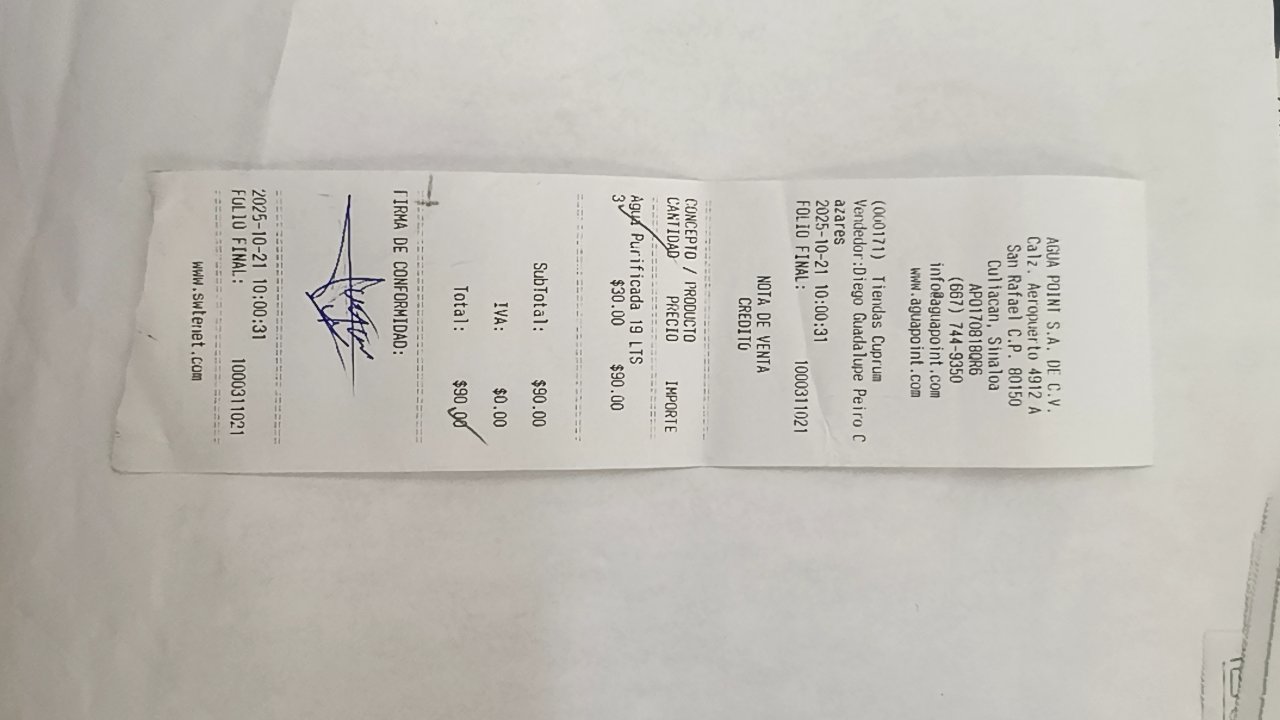 AGUA POINT S.A. DE C.V.
Calz. Aeropuerto 4912 A
San Rafael C.P. 80150
Culiacan, Sinaloa
APO170818QR6
(667) 744-9350
info@aguapoint.com
www.aguapoint.com
(000171) Tiendas Cuprum
Vendedor:Diego Guadalupe Peiro C
azares
2025-10-21 10:00:31
FOLIO FINAL: 1000311021
NOTA DE VENTA
CREDITO
CONCEPTO / PRODUCTO
CANTIDAD PRECIO IMPORTE
Agua Purificada 19 LTS
3 $30.00 $90.00
SubTotal: $90.00
IVA: $0.00
Total: $90.00
FIRMA DE CONFORMIDAD:
2025-10-21 10:00:31
FOLIO FINAL: 1000311021
www.swternet.com